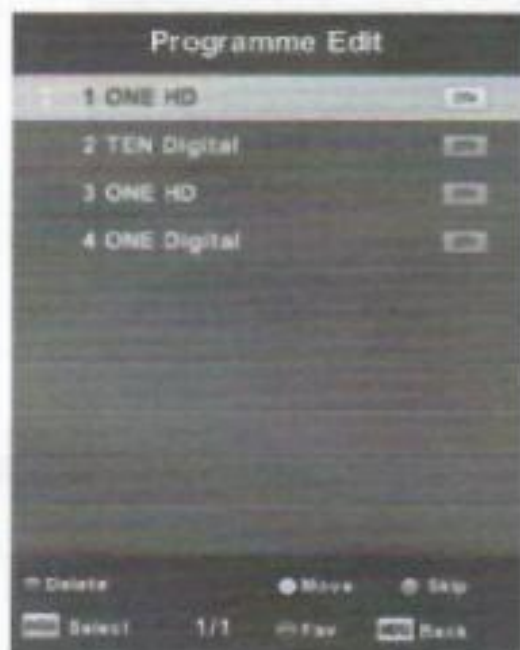 Programme Edit
1 ONE HD
2 TEN Digital
3 ONE HD
4 ONE Digital
Delete Move Skip
Select 1/1 Fav Back